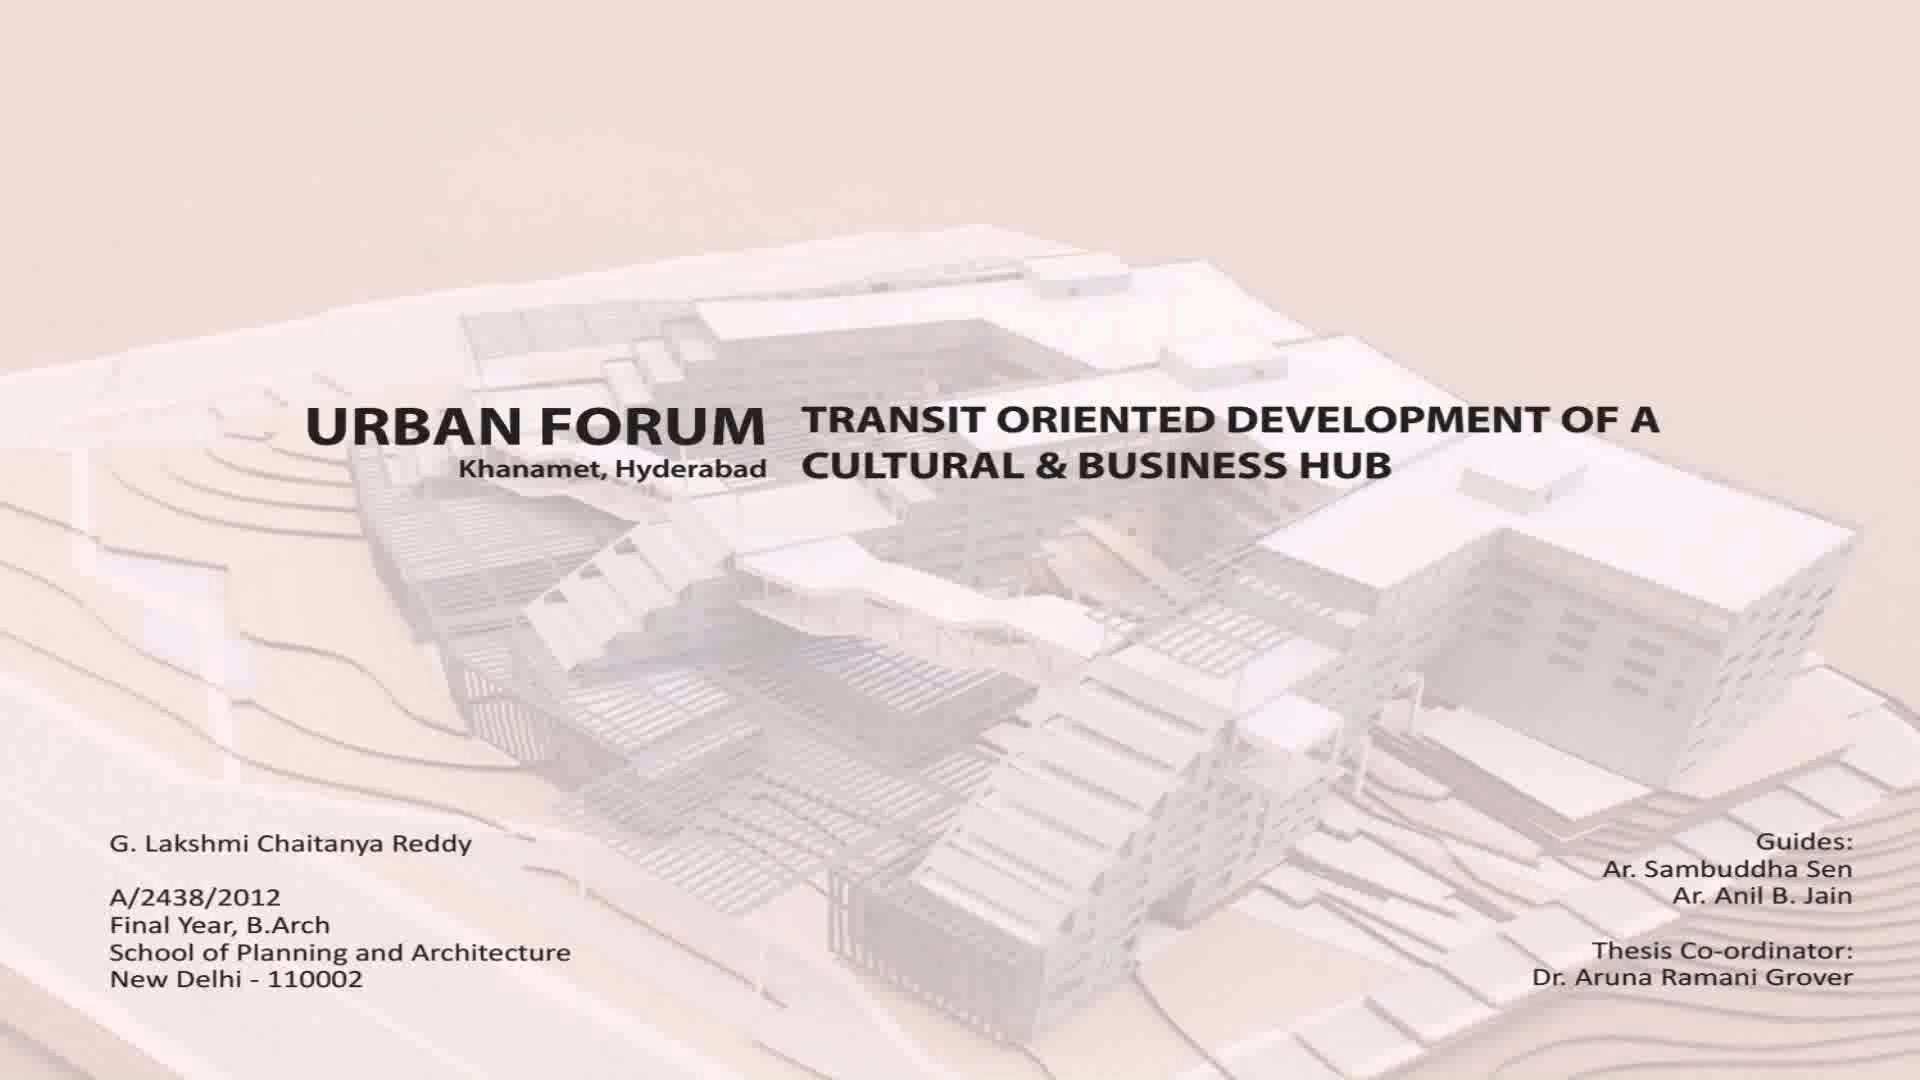 URBAN FORUM
Khanamet, Hyderabad
TRANSIT ORIENTED DEVELOPMENT OF A
CULTURAL & BUSINESS HUB
G. Lakshmi Chaitanya Reddy
A/2438/2012
Final Year, B.Arch
School of Planning and Architecture
New Delhi - 110002
Guides:
Ar. Sambuddha Sen
Ar. Anil B. Jain
Thesis Co-ordinator:
Dr. Aruna Ramani Grover